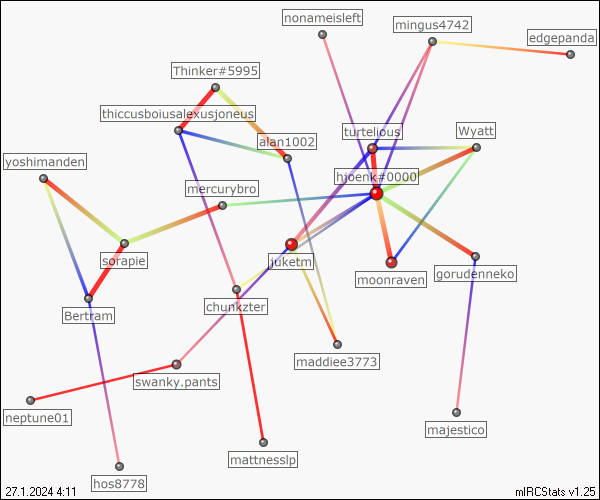 nonameisleft
mingus4742
edgepanda
Thinker#5995
thiccusboiusalexusjoneus
turtelious
Wyatt
alan1002
yoshimanden
hjoenk#0000
mercurybro
sorapie
juketm
moonraven
gorudenneko
Bertram
chunkzter
maddiee3773
swanky.pants
neptune01
majestico
mattnesslp
hos8778
27.1.2024 4:11
mIRCStats v1.25